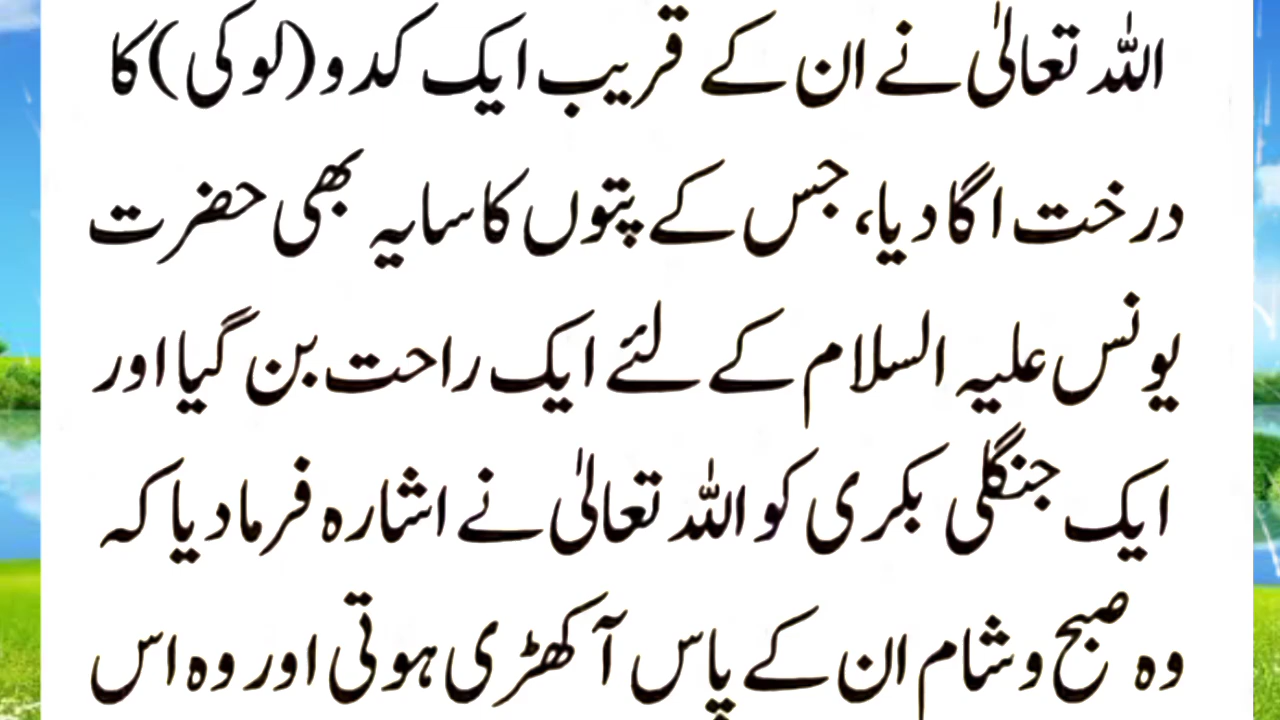 اللہ تعالیٰ نے ان کے قریب ایک کدو (لوکی) کا
درخت اگا دیا، جس کے پتوں کا سایہ بھی حضرت
یونس علیہ السلام کے لئے ایک راحت بن گیا اور
ایک جنگلی بکری کو اللہ تعالیٰ نے اشارہ فرما دیا کہ
وہ صبح و شام ان کے پاس آ کھڑی ہوتی اور وہ اس